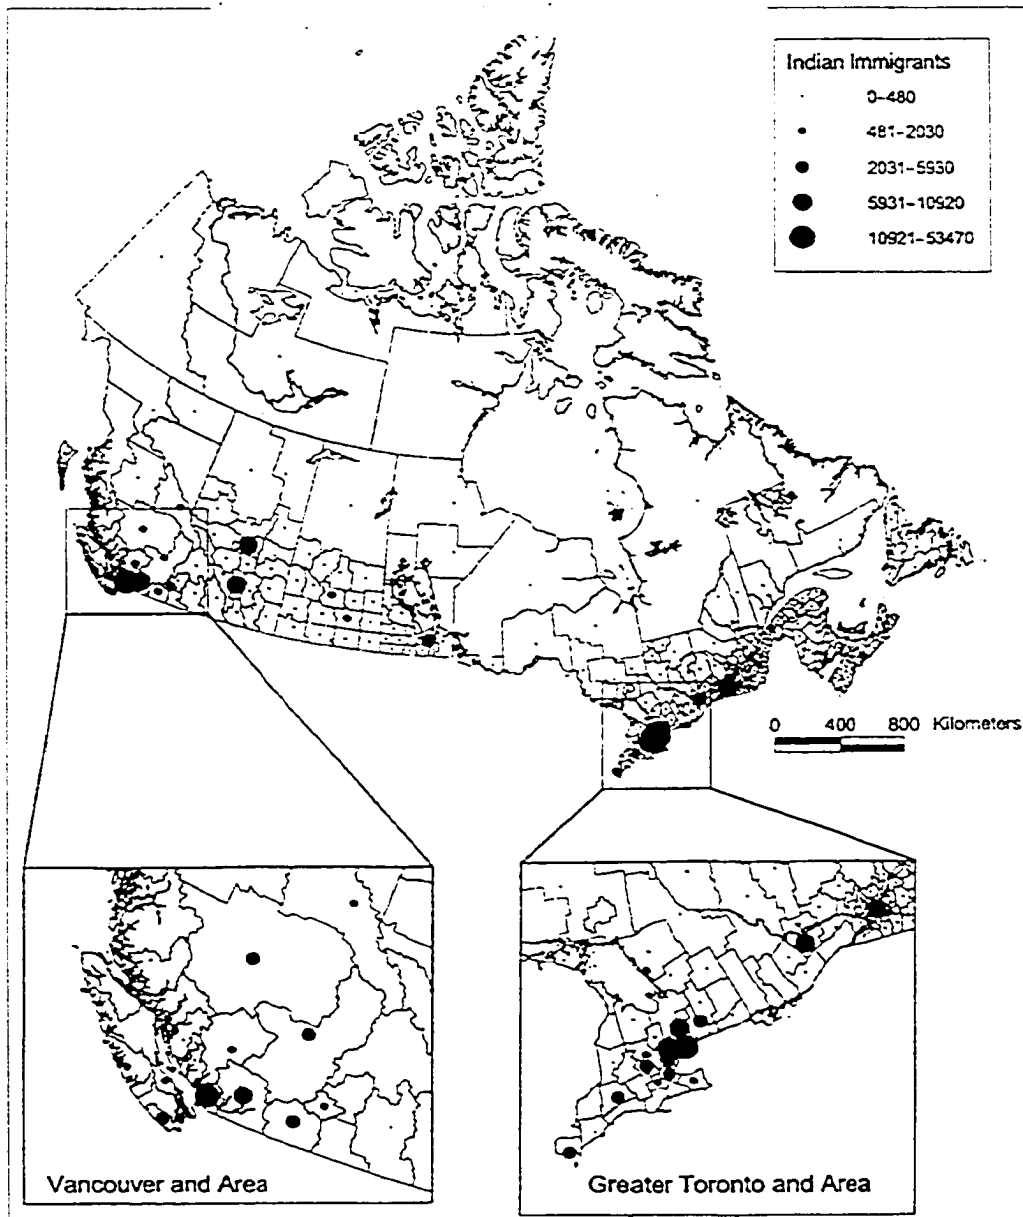 Indian Immigrants
0-480
481-2030
2031-5930
5931-10920
10921-53470
0 400 800 Kilometers
Vancouver and Area
Greater Toronto and Area